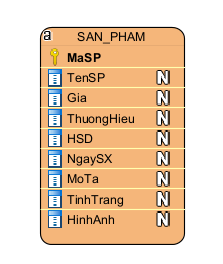 a SAN_PHAM
MaSP
TenSP N
Gia N
ThuongHieu N
HSD N
NgaySX N
MoTa N
TinhTrang N
HinhAnh N